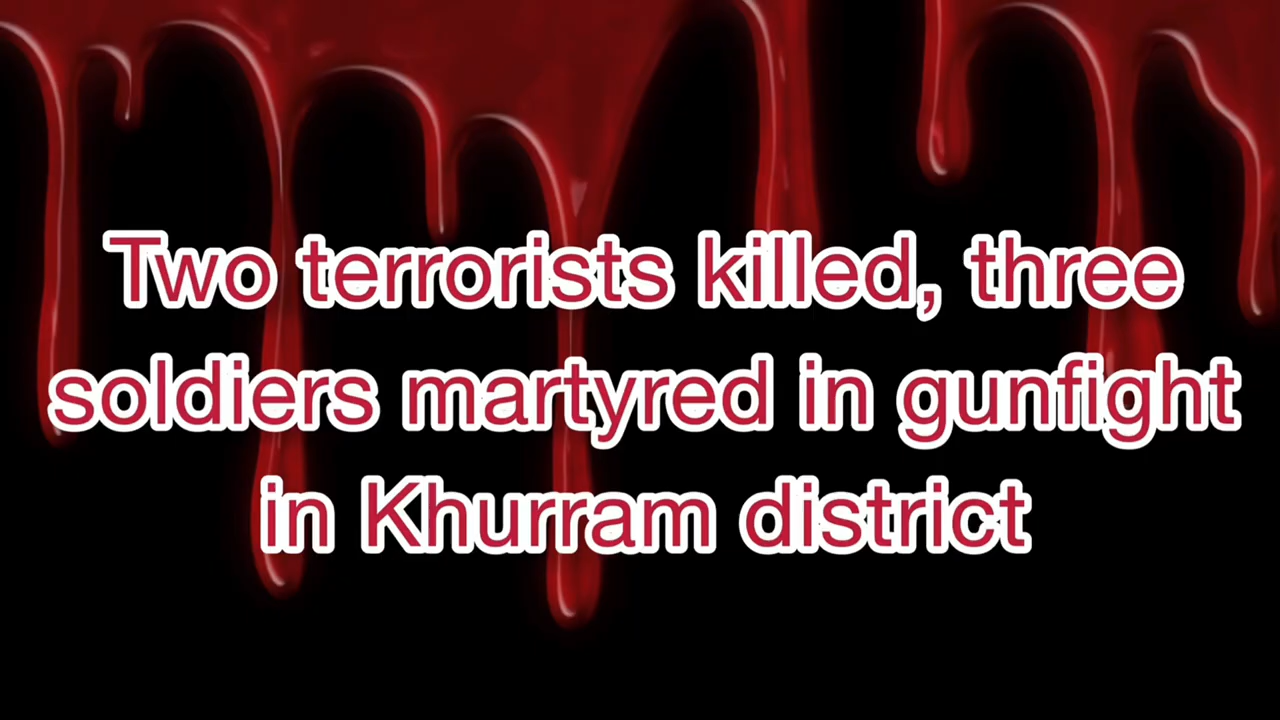 Two terrorists killed, three
soldiers martyred in gunfight
in Khurram district